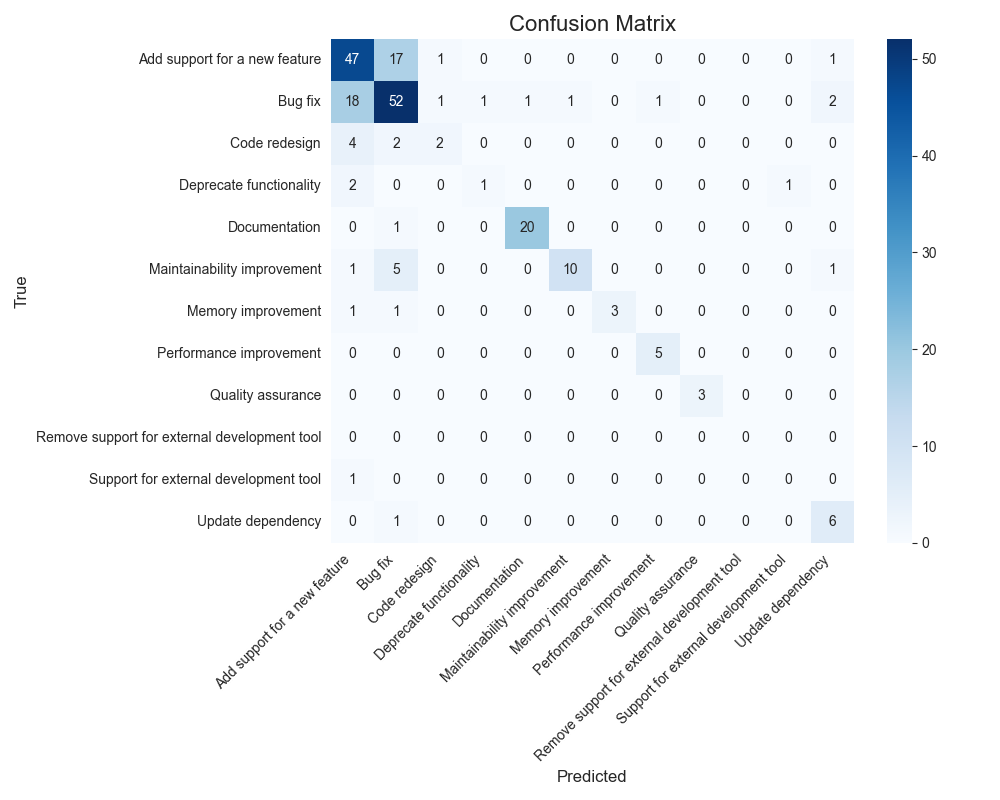 Confusion Matrix
Add support for a new feature 47 17 1 0 0 0 0 0 0 0 0 1
Bug fix 18 52 1 1 1 1 0 1 0 0 0 2
Code redesign 4 2 2 0 0 0 0 0 0 0 0 0
Deprecate functionality 2 0 0 1 0 0 0 0 0 0 1 0
Documentation 0 1 0 0 20 0 0 0 0 0 0 0
Maintainability improvement 1 5 0 0 0 10 0 0 0 0 0 1
Memory improvement 1 1 0 0 0 0 3 0 0 0 0 0
Performance improvement 0 0 0 0 0 0 0 5 0 0 0 0
Quality assurance 0 0 0 0 0 0 0 0 3 0 0 0
Remove support for external development tool 0 0 0 0 0 0 0 0 0 0 0 0
Support for external development tool 1 0 0 0 0 0 0 0 0 0 0 0
Update dependency 0 1 0 0 0 0 0 0 0 0 0 6
True
50
40
30
20
10
0
Add support for a new feature
Bug fix
Code redesign
Deprecate functionality
Documentation
Maintainability improvement
Memory improvement
Performance improvement
Quality assurance
Remove support for external development tool
Support for external development tool
Update dependency
Predicted